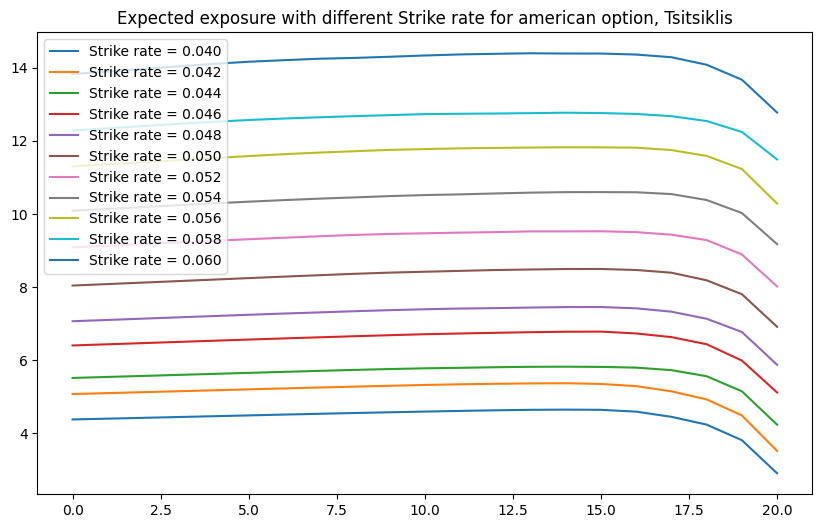 Expected exposure with different Strike rate for american option, Tsitsiklis
Strike rate = 0.040
Strike rate = 0.042
Strike rate = 0.044
Strike rate = 0.046
Strike rate = 0.048
Strike rate = 0.050
Strike rate = 0.052
Strike rate = 0.054
Strike rate = 0.056
Strike rate = 0.058
Strike rate = 0.060
14
12
10
8
6
4
0.0 2.5 5.0 7.5 10.0 12.5 15.0 17.5 20.0